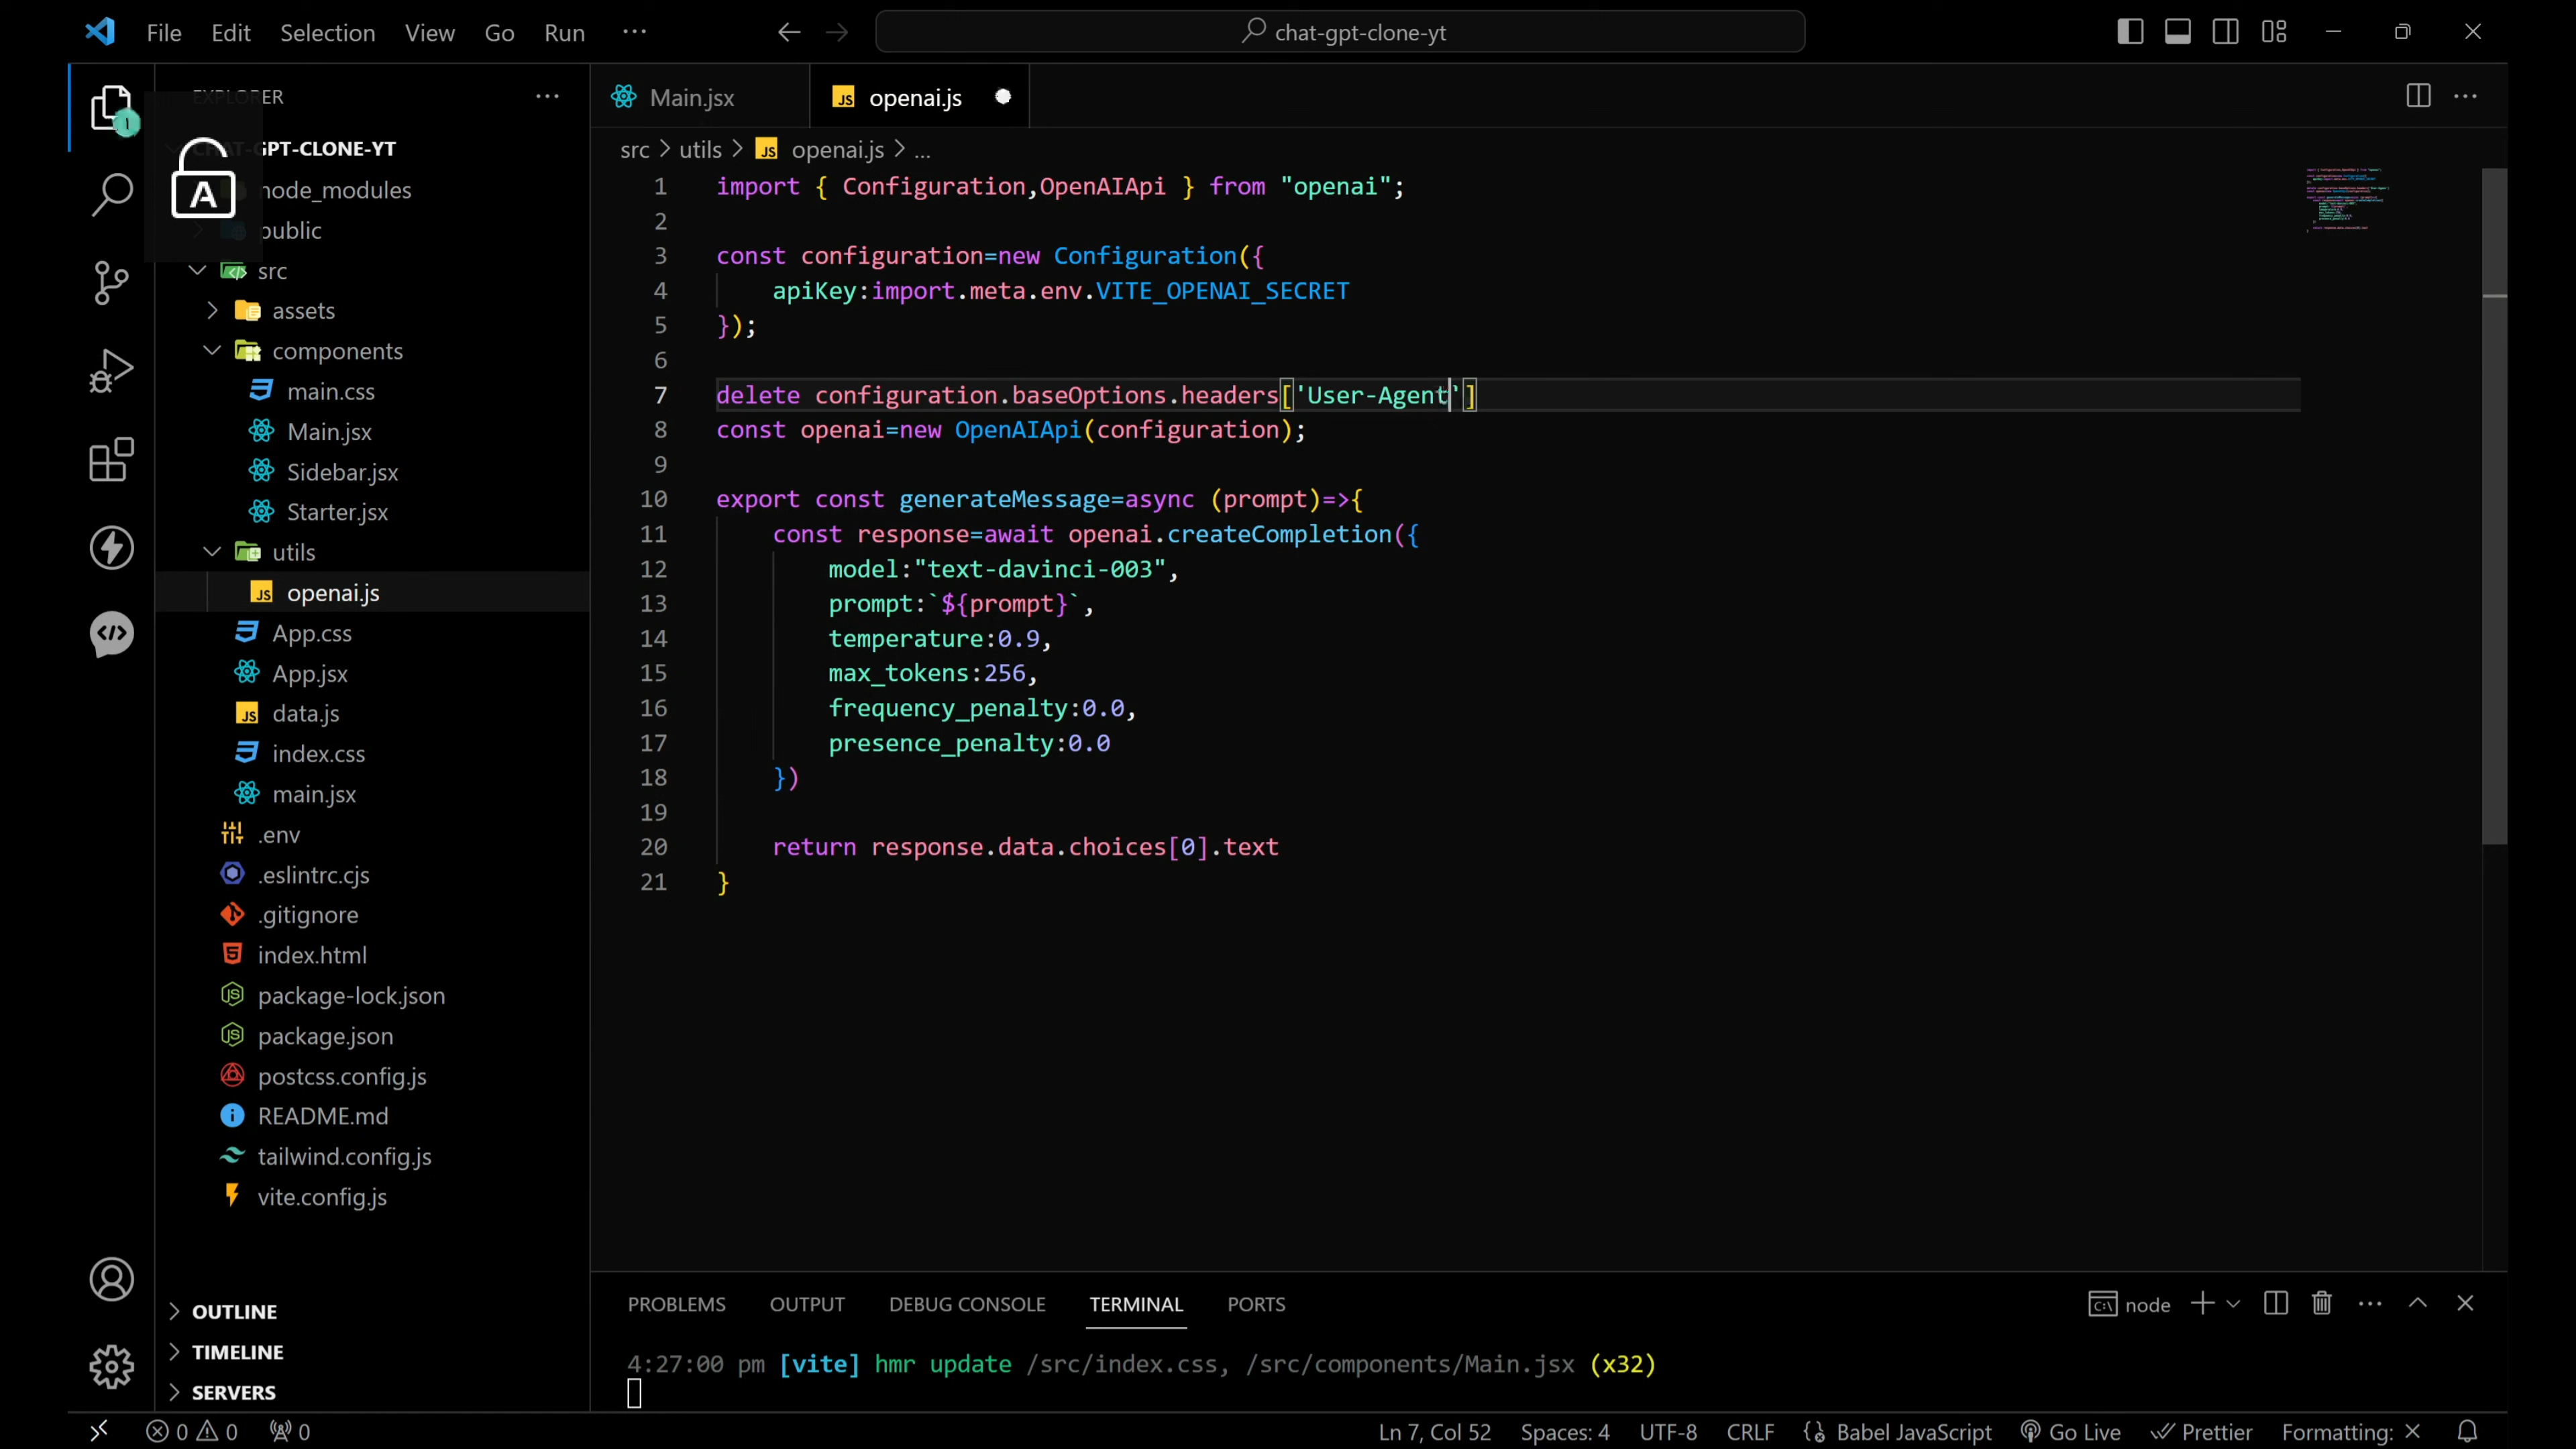 File Edit Selection View Go Run ··· chat-gpt-clone-yt
EXPLORER ···
CHAT-GPT-CLONE-YT
node_modules
public
src
assets
components
main.css
Main.jsx
Sidebar.jsx
Starter.jsx
utils
openai.js
App.css
App.jsx
data.js
index.css
main.jsx
.env
.eslintrc.cjs
.gitignore
index.html
package-lock.json
package.json
postcss.config.js
README.md
tailwind.config.js
vite.config.js
OUTLINE
TIMELINE
SERVERS
A
Main.jsx JS openai.js
src > utils > JS openai.js > ...
1 import { Configuration,OpenAIApi } from "openai";
2
3 const configuration=new Configuration({
4 apiKey:import.meta.env.VITE_OPENAI_SECRET
5 });
6
7 delete configuration.baseOptions.headers['User-Agent']
8 const openai=new OpenAIApi(configuration);
9
10 export const generateMessage=async (prompt)=>{
11 const response=await openai.createCompletion({
12 model:"text-davinci-003",
13 prompt:`${prompt}`,
14 temperature:0.9,
15 max_tokens:256,
16 frequency_penalty:0.0,
17 presence_penalty:0.0
18 })
19
20 return response.data.choices[0].text
21 }
PROBLEMS OUTPUT DEBUG CONSOLE TERMINAL PORTS node
4:27:00 pm [vite] hmr update /src/index.css, /src/components/Main.jsx (x32)
0 0 0 Ln 7, Col 52 Spaces: 4 UTF-8 CRLF Babel JavaScript Go Live Prettier Formatting: ×